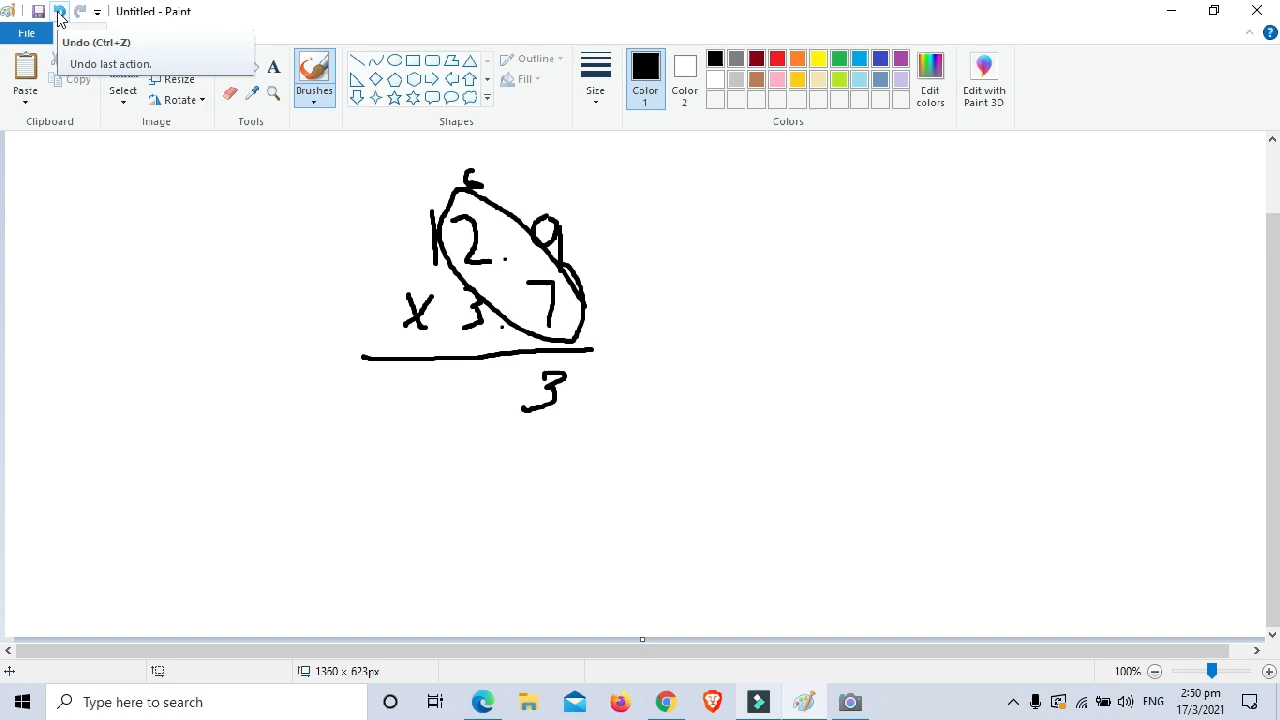 Untitled - Paint
File
Undo (Ctrl+Z)
Undo last action.
Paste
Copy
Select
Resize
Rotate
Brushes
Outline
Fill
Size
Color 1
Color 2
Edit colors
Edit with Paint 3D
Clipboard
Image
Tools
Shapes
Colors
6
12.9
x 3.7
3
1360 × 623px
100%
Type here to search
ENG
2:50 pm
17/3/2021